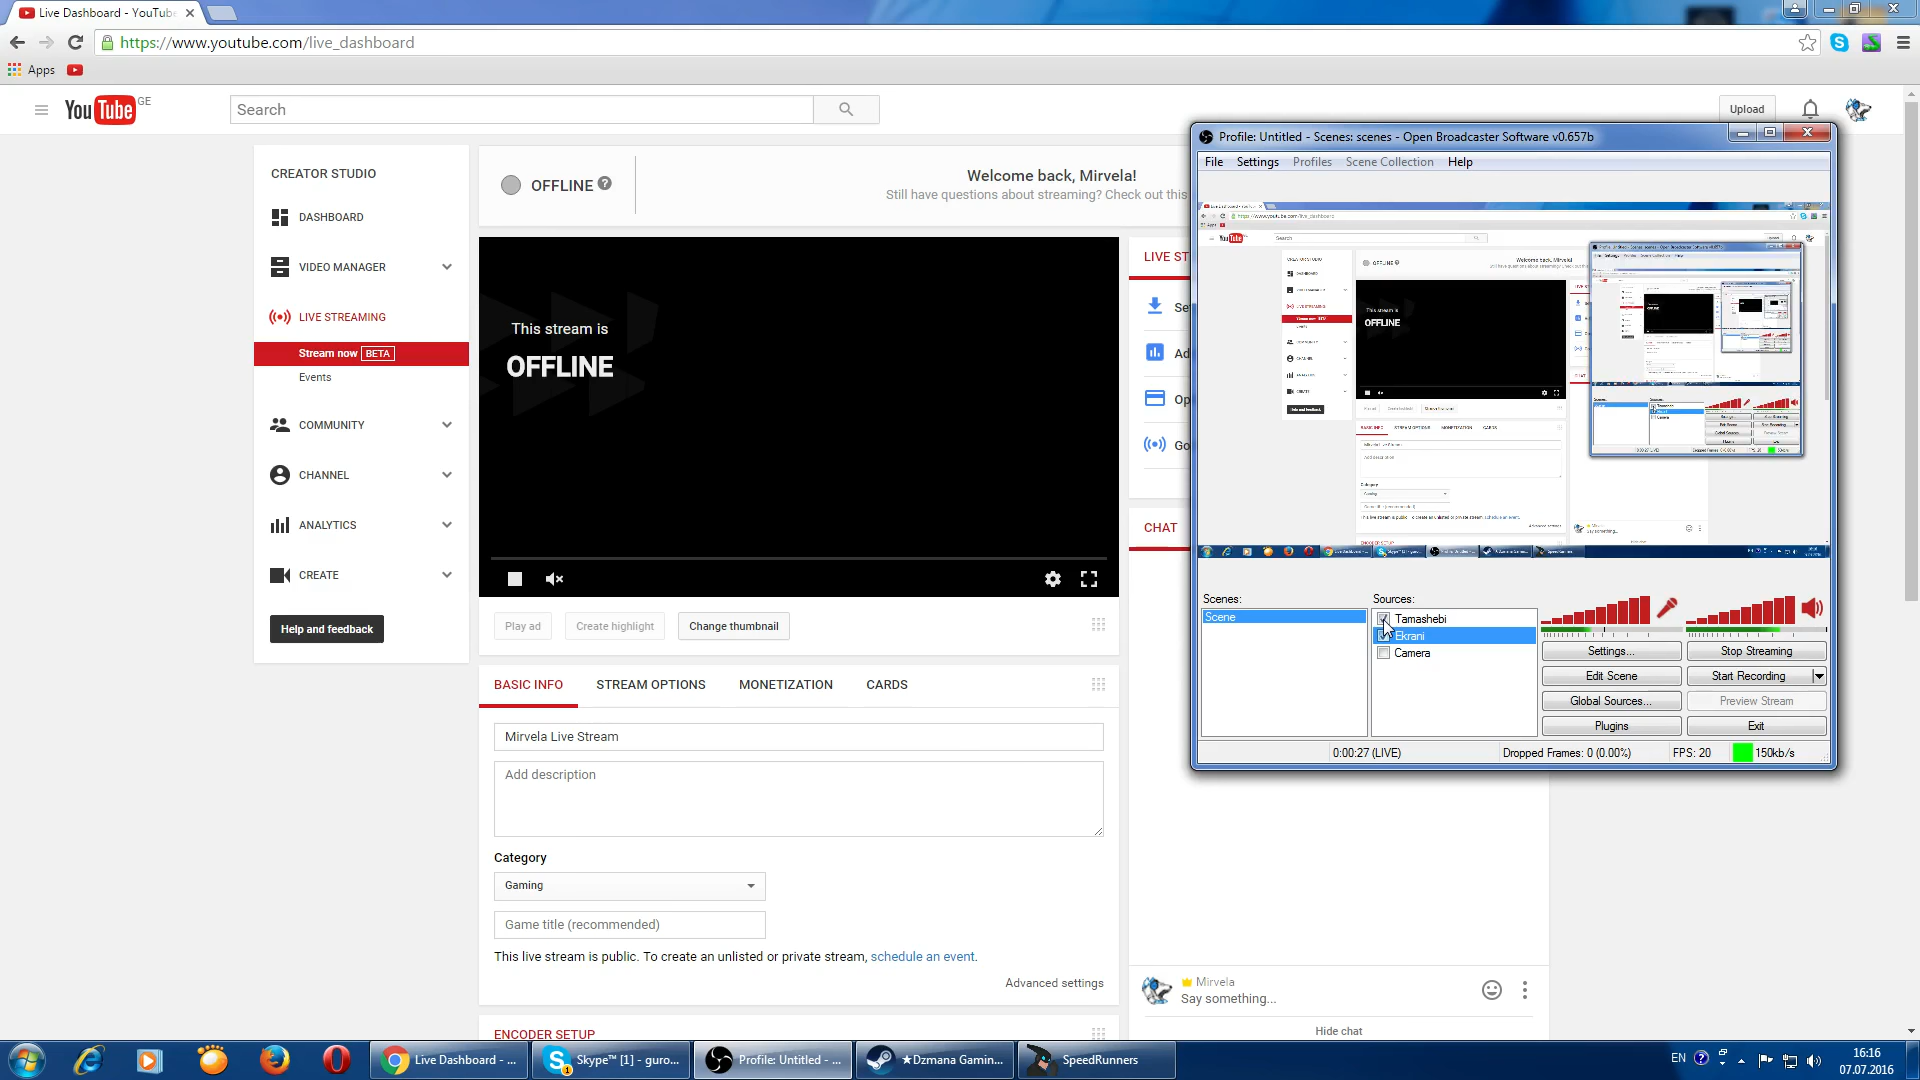 Live Dashboard - YouTube
https://www.youtube.com/live_dashboard
Apps
YouTube GE
Search
Upload
CREATOR STUDIO
DASHBOARD
VIDEO MANAGER
LIVE STREAMING
Stream now BETA
Events
COMMUNITY
CHANNEL
ANALYTICS
CREATE
Help and feedback
OFFLINE ?
Welcome back, Mirvela!
Still have questions about streaming? Check out this
This stream is
OFFLINE
Play ad
Create highlight
Change thumbnail
BASIC INFO
STREAM OPTIONS
MONETIZATION
CARDS
Mirvela Live Stream
Add description
Category
Gaming
Game title (recommended)
This live stream is public. To create an unlisted or private stream, schedule an event.
Advanced settings
ENCODER SETUP
LIVE ST
Se
Ad
Op
Go
CHAT
Mirvela
Say something...
Hide chat
Profile: Untitled - Scenes: scenes - Open Broadcaster Software v0.657b
File
Settings
Profiles
Scene Collection
Help
Scenes:
Scene
Sources:
Tamashebi
Ekrani
Camera
Settings...
Stop Streaming
Edit Scene
Start Recording
Global Sources...
Preview Stream
Plugins
Exit
0:00:27 (LIVE)
Dropped Frames: 0 (0.00%)
FPS: 20
150kb/s
Live Dashboard - ...
Skype™ [1] - guro...
Profile: Untitled - ...
★Dzmana Gamin...
SpeedRunners
EN
16:16
07.07.2016